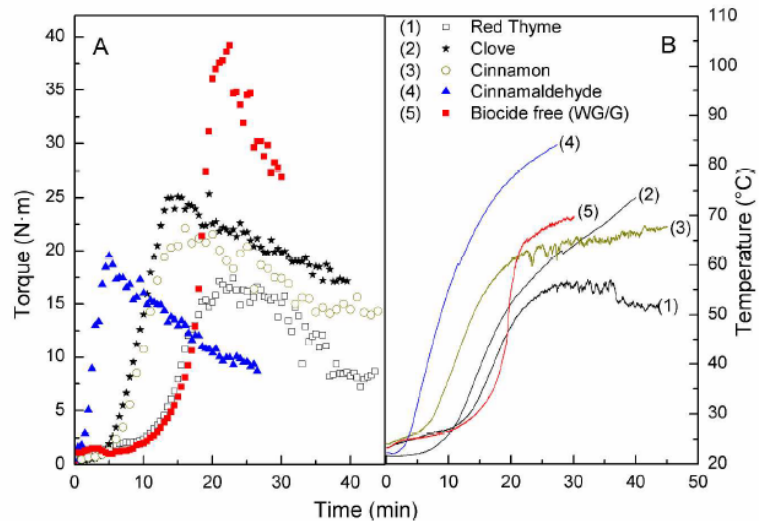 A
B
(1) Red Thyme
(2) Clove
(3) Cinnamon
(4) Cinnamaldehyde
(5) Biocide free (WG/G)
Torque (N·m)
40
35
30
25
20
15
10
5
0
0 10 20 30 40
0 10 20 30 40 50
Time (min)
110
100
90
80
70
60
50
40
30
20
Temperature (°C)
(4)
(2)
(5)
(3)
(1)